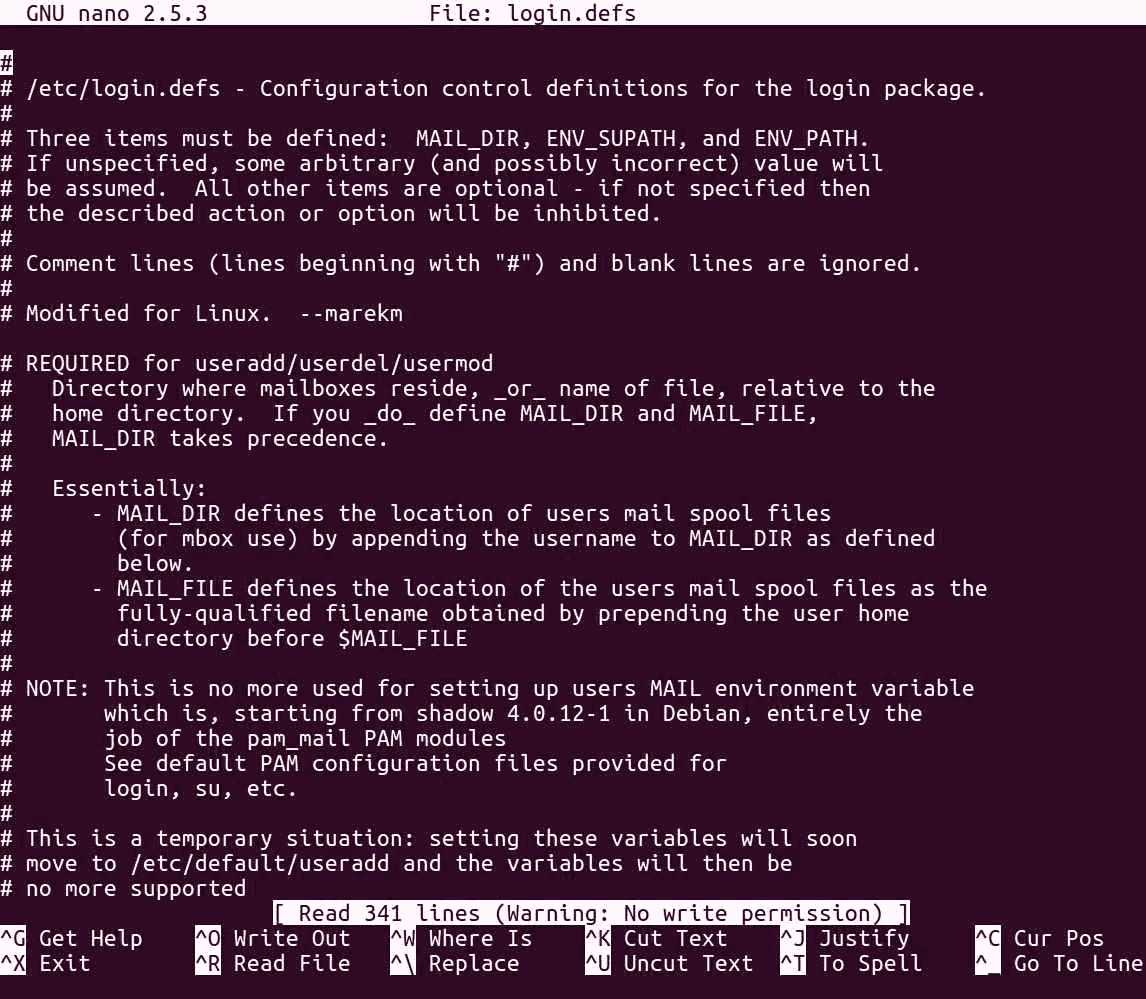 GNU nano 2.5.3 File: login.defs
#
# /etc/login.defs - Configuration control definitions for the login package.
#
# Three items must be defined:  MAIL_DIR, ENV_SUPATH, and ENV_PATH.
# If unspecified, some arbitrary (and possibly incorrect) value will
# be assumed.  All other items are optional - if not specified then
# the described action or option will be inhibited.
#
# Comment lines (lines beginning with "#") and blank lines are ignored.
#
# Modified for Linux.  --marekm
# REQUIRED for useradd/userdel/usermod
#   Directory where mailboxes reside, _or_ name of file, relative to the
#   home directory.  If you _do_ define MAIL_DIR and MAIL_FILE,
#   MAIL_DIR takes precedence.
#
#   Essentially:
#      - MAIL_DIR defines the location of users mail spool files
#        (for mbox use) by appending the username to MAIL_DIR as defined
#        below.
#      - MAIL_FILE defines the location of the users mail spool files as the
#        fully-qualified filename obtained by prepending the user home
#        directory before $MAIL_FILE
#
# NOTE: This is no more used for setting up users MAIL environment variable
#       which is, starting from shadow 4.0.12-1 in Debian, entirely the
#       job of the pam_mail PAM modules
#       See default PAM configuration files provided for
#       login, su, etc.
#
# This is a temporary situation: setting these variables will soon
# move to /etc/default/useradd and the variables will then be
# no more supported
[ Read 341 lines (Warning: No write permission) ]
^G Get Help ^O Write Out ^W Where Is ^K Cut Text ^J Justify ^C Cur Pos
^X Exit ^R Read File ^\ Replace ^U Uncut Text ^T To Spell ^_ Go To Line